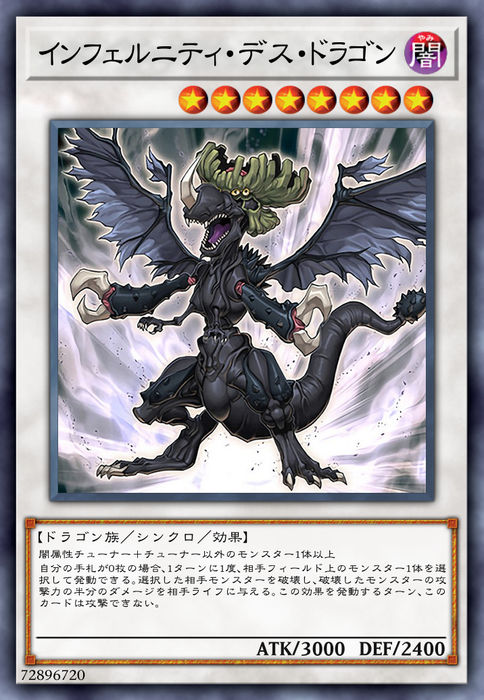 インフェルニティ・デス・ドラゴン
やみ
闇
【ドラゴン族／シンクロ／効果】
闇属性チューナー＋チューナー以外のモンスター1体以上
自分の手札が0枚の場合、1ターンに1度、相手フィールド上のモンスター1体を選
択して発動できる。選択した相手モンスターを破壊し、破壊したモンスターの攻
撃力の半分のダメージを相手ライフに与える。この効果を発動するターン、この
カードは攻撃できない。
ATK/3000 DEF/2400
72896720